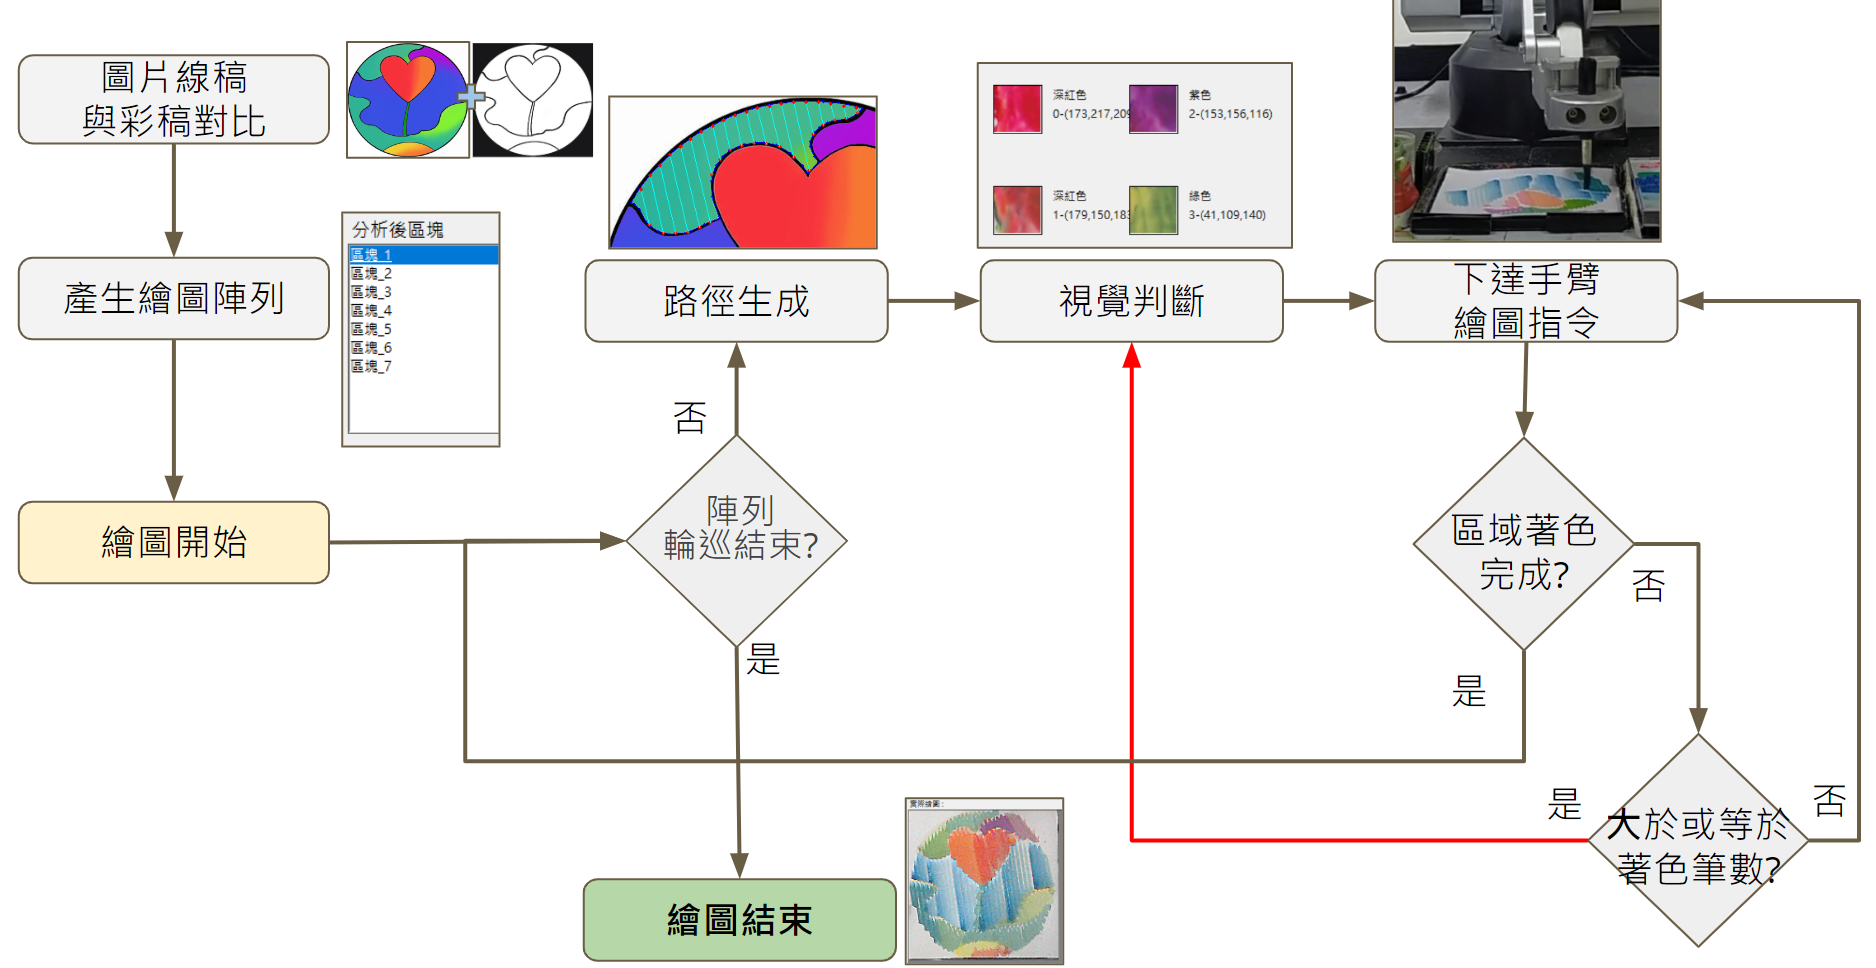 圖片線稿
與彩稿對比
產生繪圖陣列
繪圖開始
分析後區塊
區塊_1
區塊_2
區塊_3
區塊_4
區塊_5
區塊_6
區塊_7
路徑生成
否
陣列
輪巡結束?
是
繪圖結束
實際繪圖:
深紅色
0-(173,217,209
紫色
2-(153,156,116)
深紅色
1-(179,150,183
綠色
3-(41,109,140)
視覺判斷
下達手臂
繪圖指令
區域著色
完成?
否
是
大於或等於
著色筆數?
是
否